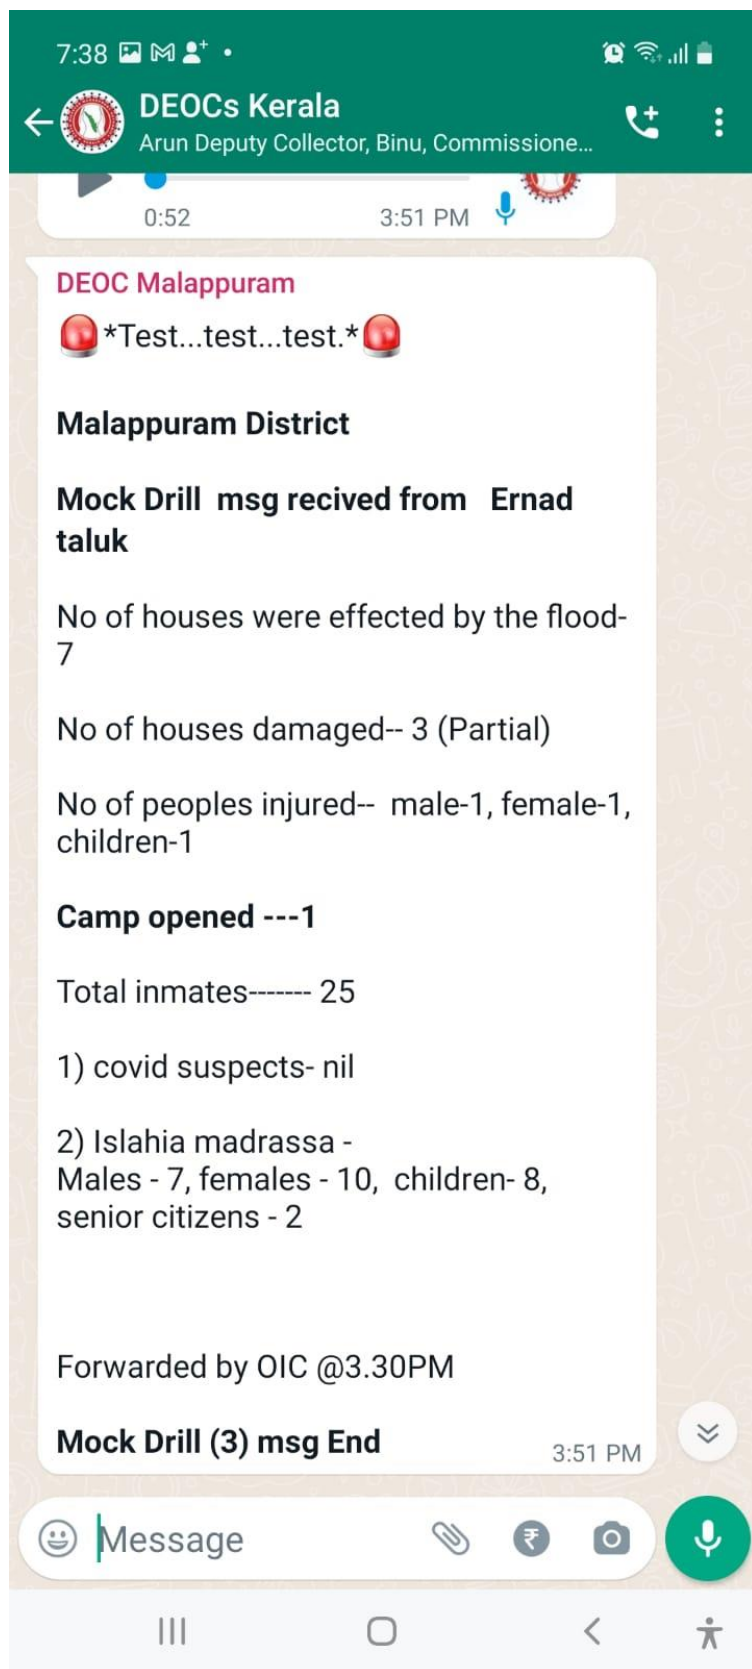 7:38
DEOCs Kerala
Arun Deputy Collector, Binu, Commissione...
0:52
3:51 PM
DEOC Malappuram
*Test...test...test.*
Malappuram District
Mock Drill  msg recived from   Ernad
taluk
No of houses were effected by the flood-
7
No of houses damaged-- 3 (Partial)
No of peoples injured--  male-1, female-1,
children-1
Camp opened ---1
Total inmates------- 25
1) covid suspects- nil
2) Islahia madrassa -
Males - 7, females - 10,  children- 8,
senior citizens - 2
Forwarded by OIC @3.30PM
Mock Drill (3) msg End
3:51 PM
Message